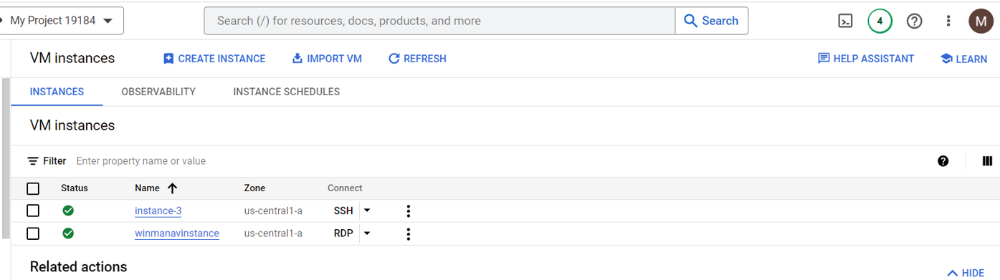 My Project 19184 Search (/) for resources, docs, products, and more Search 4 M
VM instances CREATE INSTANCE IMPORT VM REFRESH HELP ASSISTANT LEARN
INSTANCES OBSERVABILITY INSTANCE SCHEDULES
VM instances
Filter Enter property name or value
Status Name Zone Connect
instance-3 us-central1-a SSH
winmanavinstance us-central1-a RDP
Related actions HIDE